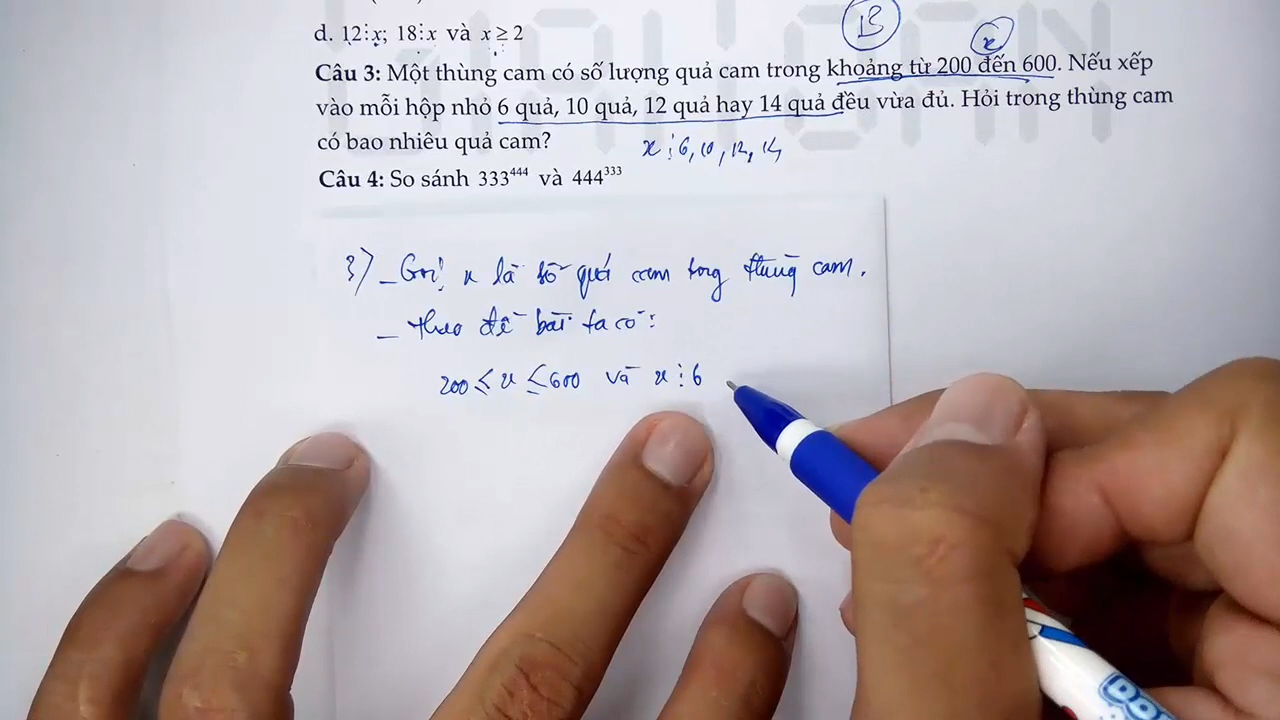 B
d. 12⋮x; 18⋮x và x ≥ 2
x
Câu 3: Một thùng cam có số lượng quả cam trong khoảng từ 200 đến 600. Nếu xếp
vào mỗi hộp nhỏ 6 quả, 10 quả, 12 quả hay 14 quả đều vừa đủ. Hỏi trong thùng cam
có bao nhiêu quả cam?
x⋮6, 10, 12, 14
Câu 4: So sánh 333⁴⁴⁴ và 444³³³
3) – Gọi x là số quả cam trong thùng cam.
– theo đề bài ta có:
200 ≤ x ≤ 600 và x⋮6